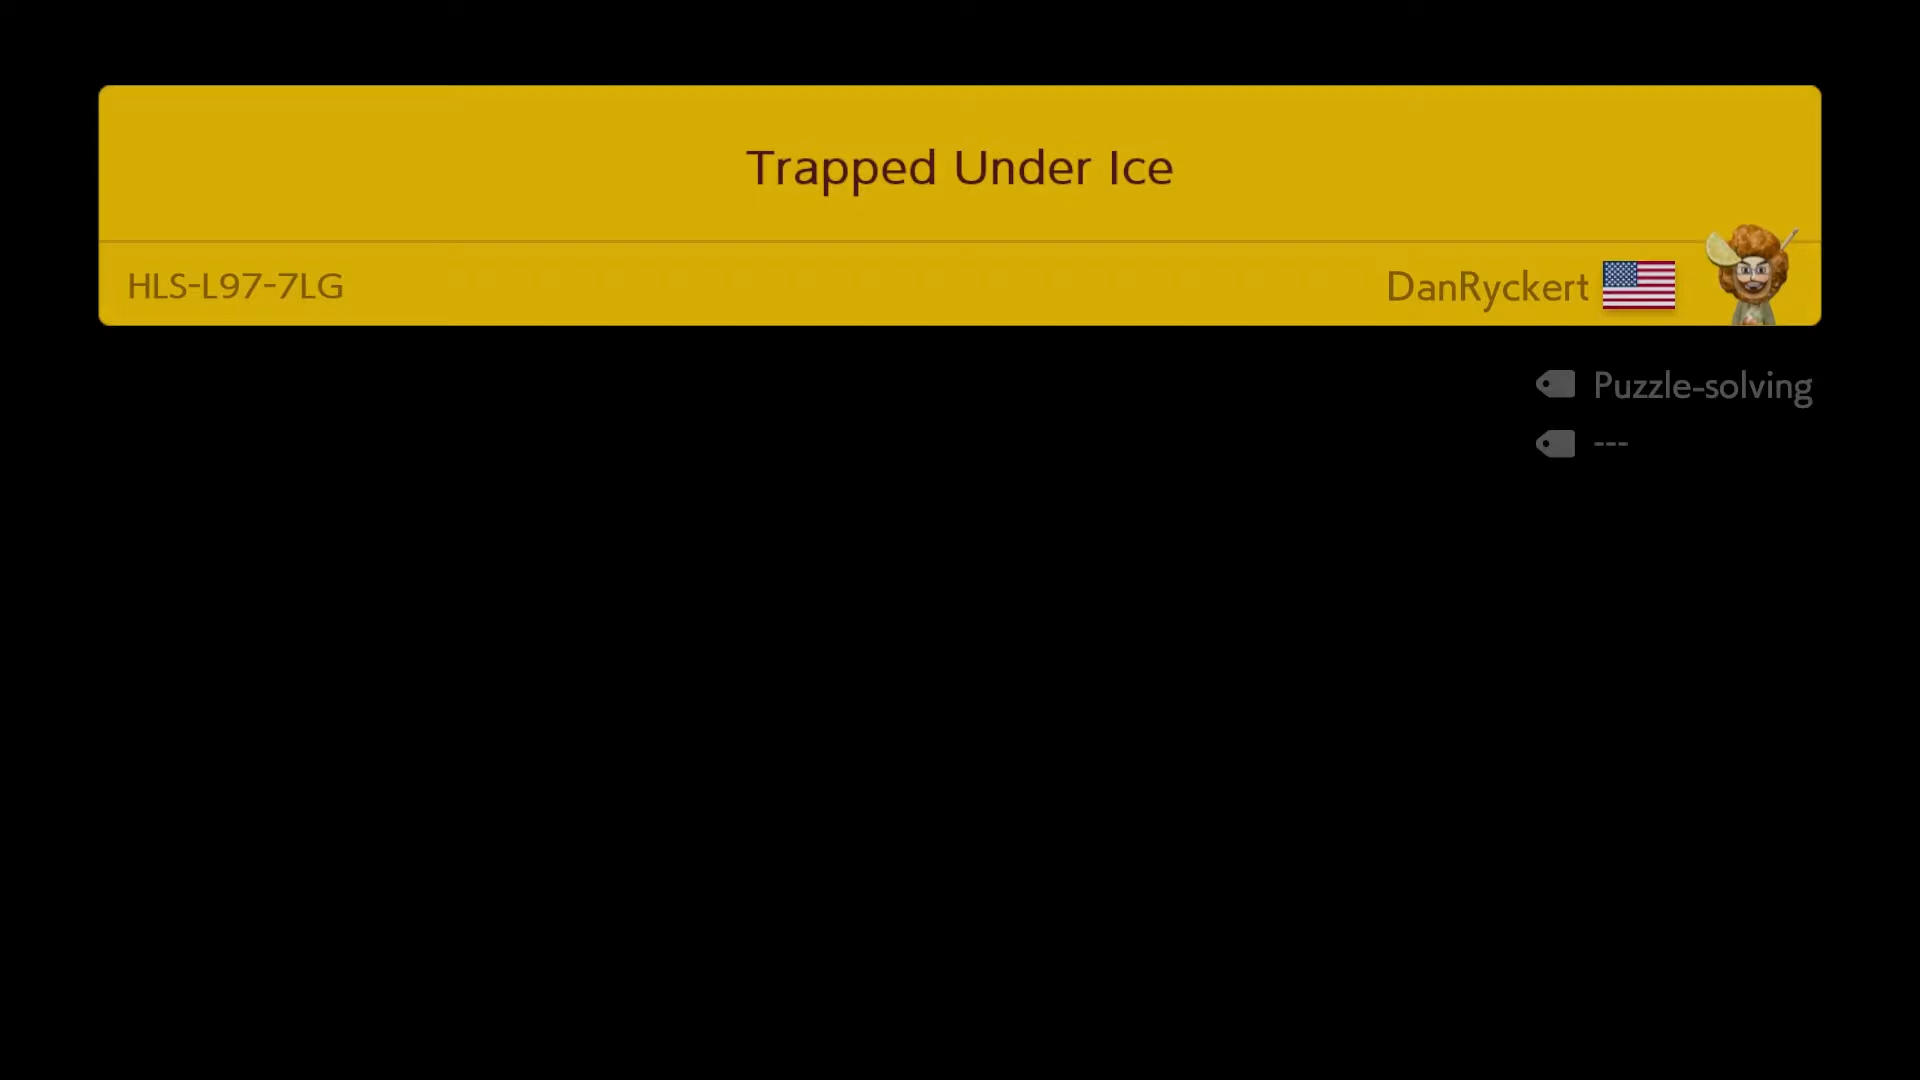 Trapped Under Ice
HLS-L97-7LG
DanRyckert
Puzzle-solving
---